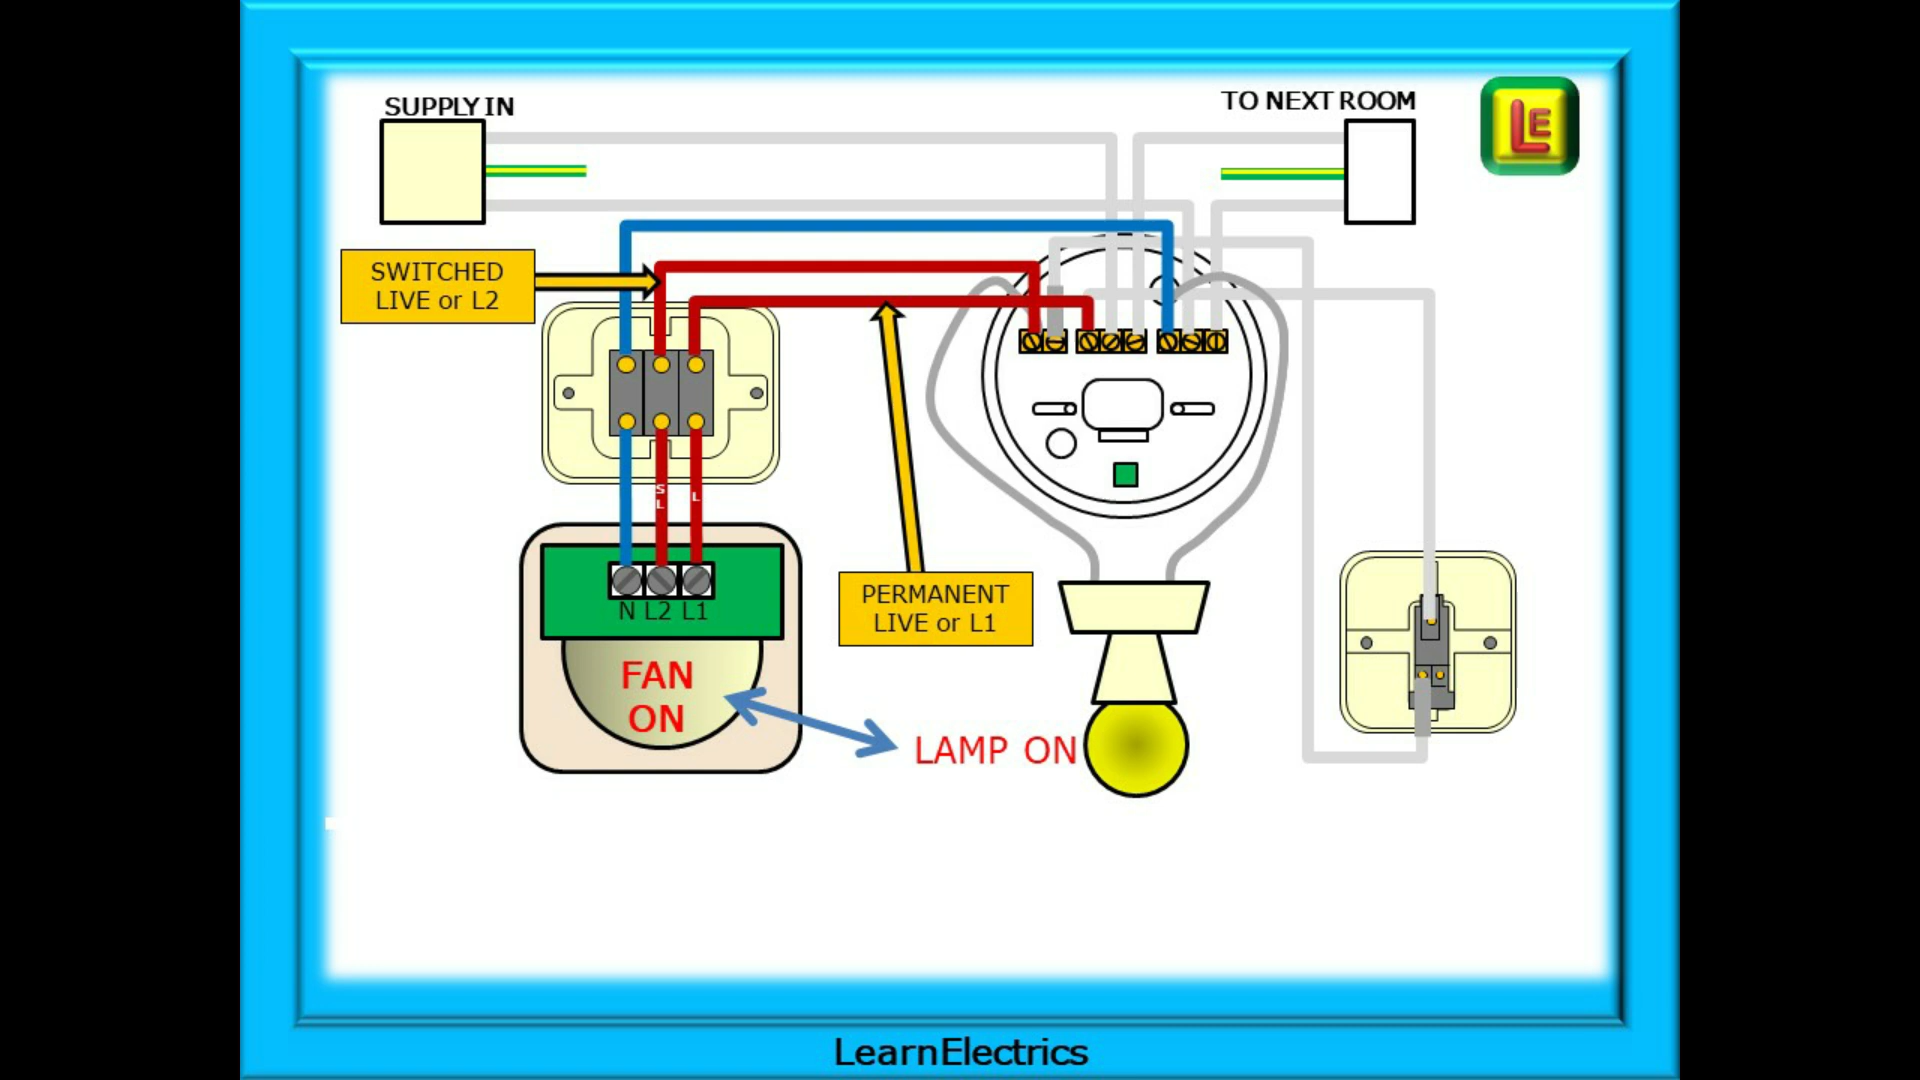 SUPPLY IN
TO NEXT ROOM
LE
SWITCHED
LIVE or L2
S
L
L
N L2 L1
PERMANENT
LIVE or L1
FAN
ON
LAMP ON
LearnElectrics